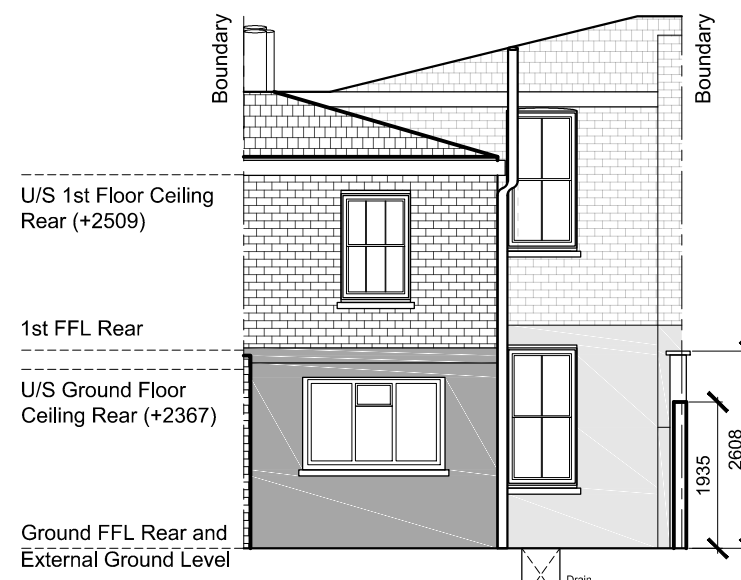 Boundary
Boundary
U/S 1st Floor Ceiling
Rear (+2509)
1st FFL Rear
U/S Ground Floor
Ceiling Rear (+2367)
1935
2608
Ground FFL Rear and
External Ground Level
Drain